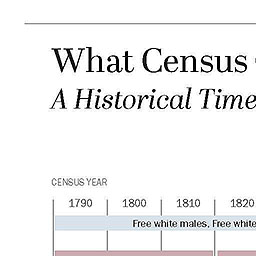 What Census
A Historical Time
CENSUS YEAR
1790 1800 1810 1820
Free white males, Free white